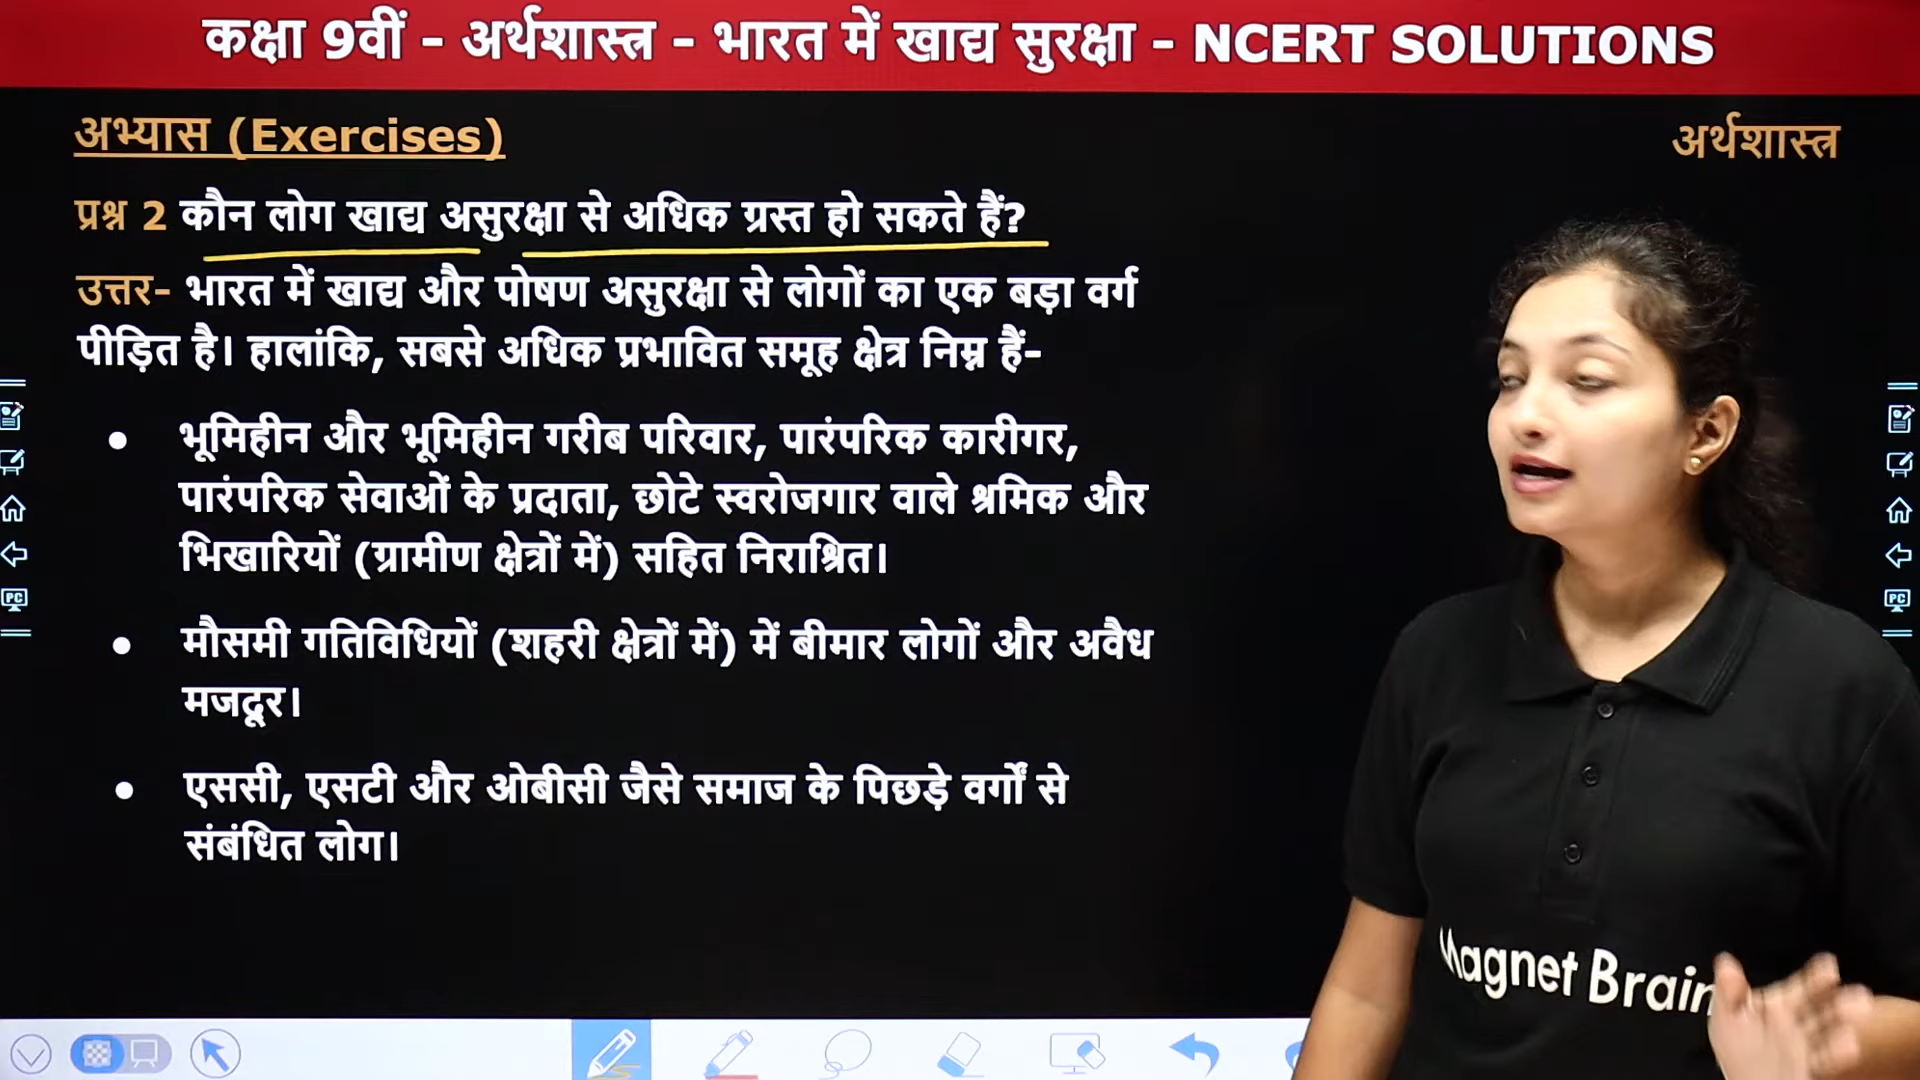 कक्षा 9वीं - अर्थशास्त्र - भारत में खाद्य सुरक्षा - NCERT SOLUTIONS
अभ्यास (Exercises)
अर्थशास्त्र
प्रश्न 2 कौन लोग खाद्य असुरक्षा से अधिक ग्रस्त हो सकते हैं?
उत्तर- भारत में खाद्य और पोषण असुरक्षा से लोगों का एक बड़ा वर्ग
पीड़ित है। हालांकि, सबसे अधिक प्रभावित समूह क्षेत्र निम्न हैं-
● भूमिहीन और भूमिहीन गरीब परिवार, पारंपरिक कारीगर,
पारंपरिक सेवाओं के प्रदाता, छोटे स्वरोजगार वाले श्रमिक और
भिखारियों (ग्रामीण क्षेत्रों में) सहित निराश्रित।
● मौसमी गतिविधियों (शहरी क्षेत्रों में) में बीमार लोगों और अवैध
मजदूर।
● एससी, एसटी और ओबीसी जैसे समाज के पिछड़े वर्गों से
संबंधित लोग।
PC
PC
Magnet Brain